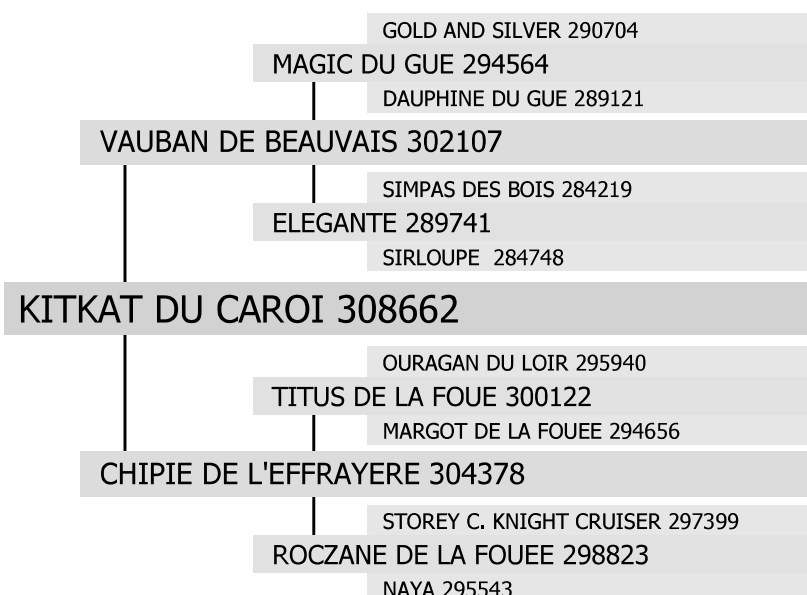 GOLD AND SILVER 290704
MAGIC DU GUE 294564
DAUPHINE DU GUE 289121
VAUBAN DE BEAUVAIS 302107
SIMPAS DES BOIS 284219
ELEGANTE 289741
SIRLOUPE 284748
KITKAT DU CAROI 308662
OURAGAN DU LOIR 295940
TITUS DE LA FOUE 300122
MARGOT DE LA FOUEE 294656
CHIPIE DE L'EFFRAYERE 304378
STOREY C. KNIGHT CRUISER 297399
ROCZANE DE LA FOUEE 298823
NAYA 295543